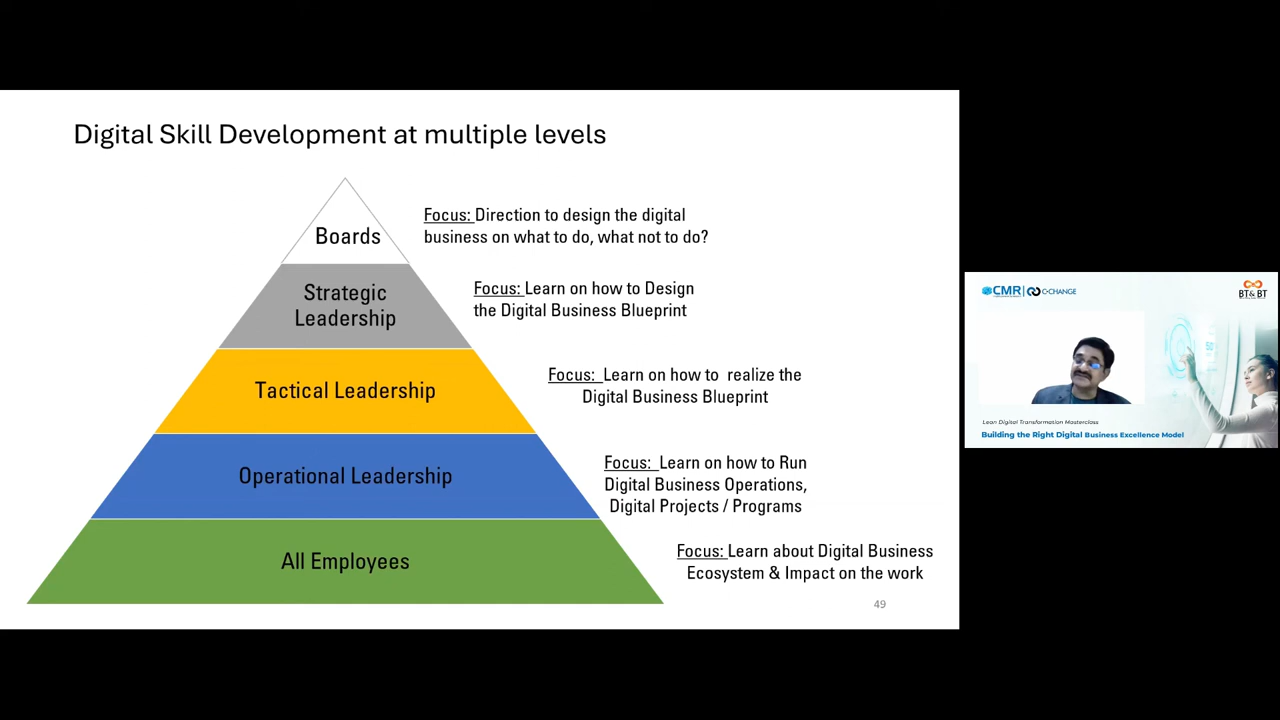 Digital Skill Development at multiple levels
Boards
Focus: Direction to design the digital
business on what to do, what not to do?
Strategic
Leadership
Focus: Learn on how to Design
the Digital Business Blueprint
Tactical Leadership
Focus: Learn on how to realize the
Digital Business Blueprint
Operational Leadership
Focus: Learn on how to Run
Digital Business Operations,
Digital Projects / Programs
All Employees
Focus: Learn about Digital Business
Ecosystem & Impact on the work
49
CMR
C-CHANGE
BT& BT
Lean Digital Transformation Masterclass
Building the Right Digital Business Excellence Model